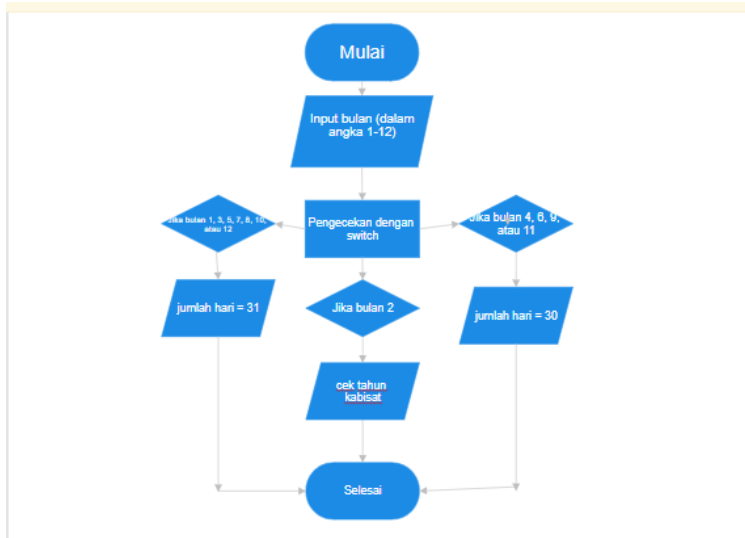 Mulai
Input bulan (dalam
angka 1-12)
Jika bulan 1, 3, 5, 7, 8, 10,
atau 12
Pengecekan dengan
switch
Jika bulan 4, 6, 9,
atau 11
jumlah hari = 31
Jika bulan 2
jumlah hari = 30
cek tahun
kabisat
Selesai